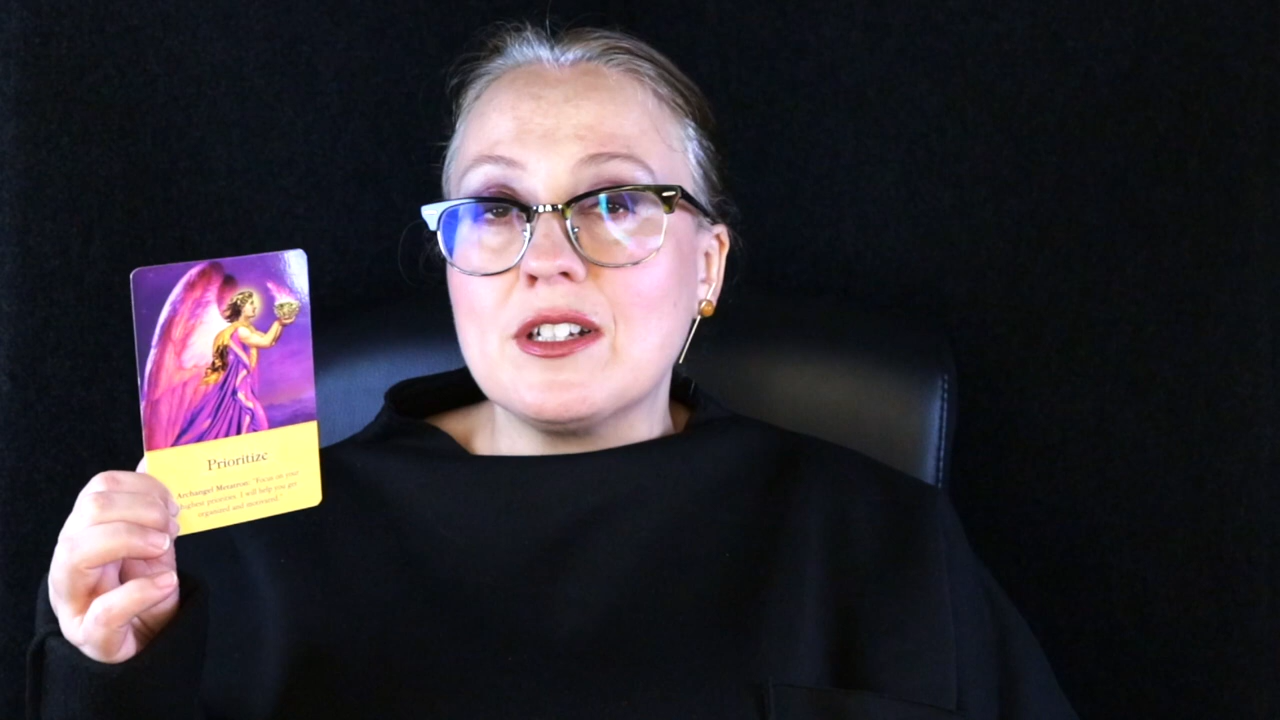 Prioritize
Archangel Metatron: "Focus on your
highest priorities. I will help you get
organized and motivated."